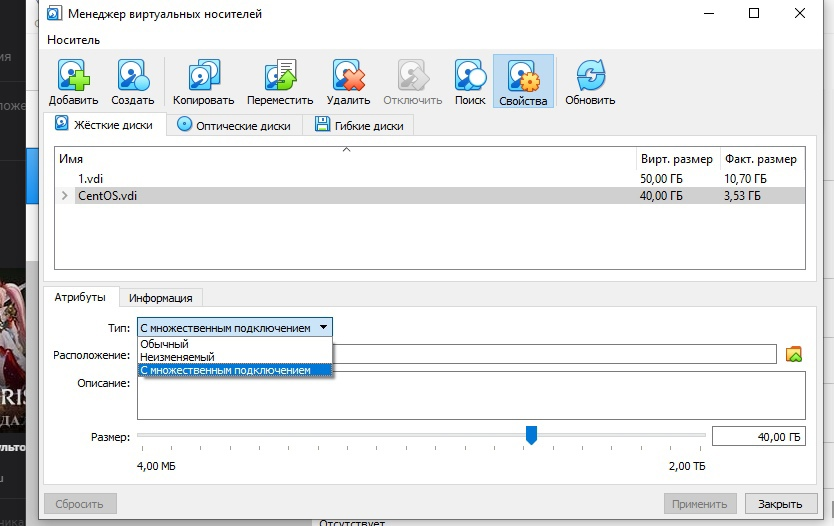 Менеджер виртуальных носителей
Носитель
Добавить Создать Копировать Переместить Удалить Отключить Поиск Свойства Обновить
Жёсткие диски Оптические диски Гибкие диски
Имя Вирт. размер Факт. размер
1.vdi 50,00 ГБ 10,70 ГБ
CentOS.vdi 40,00 ГБ 3,53 ГБ
Атрибуты Информация
Тип: С множественным подключением
Обычный
Расположение: Неизменяемый
С множественным подключением
Описание:
Размер: 40,00 ГБ
4,00 МБ 2,00 ТБ
Сбросить Применить Закрыть
Отсутствует